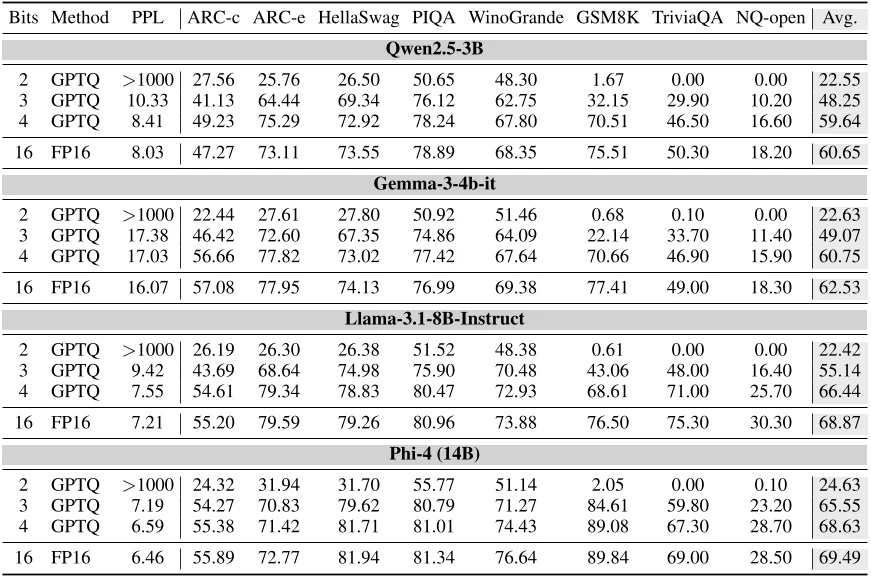 Bits Method PPL ARC-c ARC-e HellaSwag PIQA WinoGrande GSM8K TriviaQA NQ-open Avg.
Qwen2.5-3B
2 GPTQ >1000 27.56 25.76 26.50 50.65 48.30 1.67 0.00 0.00 22.55
3 GPTQ 10.33 41.13 64.44 69.34 76.12 62.75 32.15 29.90 10.20 48.25
4 GPTQ 8.41 49.23 75.29 72.92 78.24 67.80 70.51 46.50 16.60 59.64
16 FP16 8.03 47.27 73.11 73.55 78.89 68.35 75.51 50.30 18.20 60.65
Gemma-3-4b-it
2 GPTQ >1000 22.44 27.61 27.80 50.92 51.46 0.68 0.10 0.00 22.63
3 GPTQ 17.38 46.42 72.60 67.35 74.86 64.09 22.14 33.70 11.40 49.07
4 GPTQ 17.03 56.66 77.82 73.02 77.42 67.64 70.66 46.90 15.90 60.75
16 FP16 16.07 57.08 77.95 74.13 76.99 69.38 77.41 49.00 18.30 62.53
Llama-3.1-8B-Instruct
2 GPTQ >1000 26.19 26.30 26.38 51.52 48.38 0.61 0.00 0.00 22.42
3 GPTQ 9.42 43.69 68.64 74.98 75.90 70.48 43.06 48.00 16.40 55.14
4 GPTQ 7.55 54.61 79.34 78.83 80.47 72.93 68.61 71.00 25.70 66.44
16 FP16 7.21 55.20 79.59 79.26 80.96 73.88 76.50 75.30 30.30 68.87
Phi-4 (14B)
2 GPTQ >1000 24.32 31.94 31.70 55.77 51.14 2.05 0.00 0.10 24.63
3 GPTQ 7.19 54.27 70.83 79.62 80.79 71.27 84.61 59.80 23.20 65.55
4 GPTQ 6.59 55.38 71.42 81.71 81.01 74.43 89.08 67.30 28.70 68.63
16 FP16 6.46 55.89 72.77 81.94 81.34 76.64 89.84 69.00 28.50 69.49